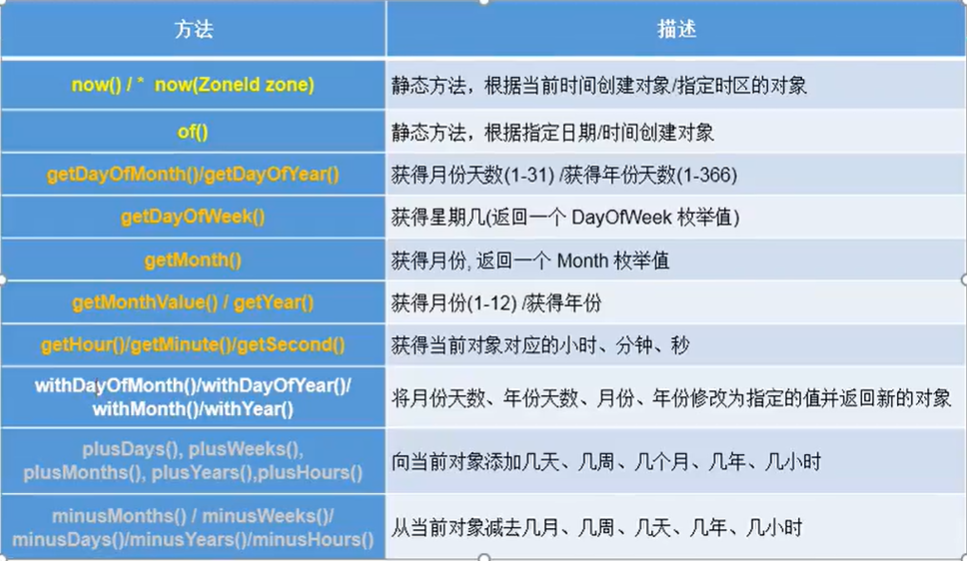 方法 描述
now() / * now(ZoneId zone) 静态方法，根据当前时间创建对象/指定时区的对象
of() 静态方法，根据指定日期/时间创建对象
getDayOfMonth()/getDayOfYear() 获得月份天数(1-31) /获得年份天数(1-366)
getDayOfWeek() 获得星期几(返回一个 DayOfWeek 枚举值)
getMonth() 获得月份, 返回一个 Month 枚举值
getMonthValue() / getYear() 获得月份(1-12) /获得年份
getHour()/getMinute()/getSecond() 获得当前对象对应的小时、分钟、秒
withDayOfMonth()/withDayOfYear()/
withMonth()/withYear() 将月份天数、年份天数、月份、年份修改为指定的值并返回新的对象
plusDays(), plusWeeks(),
plusMonths(), plusYears(),plusHours() 向当前对象添加几天、几周、几个月、几年、几小时
minusMonths() / minusWeeks()/
minusDays()/minusYears()/minusHours() 从当前对象减去几月、几周、几天、几年、几小时